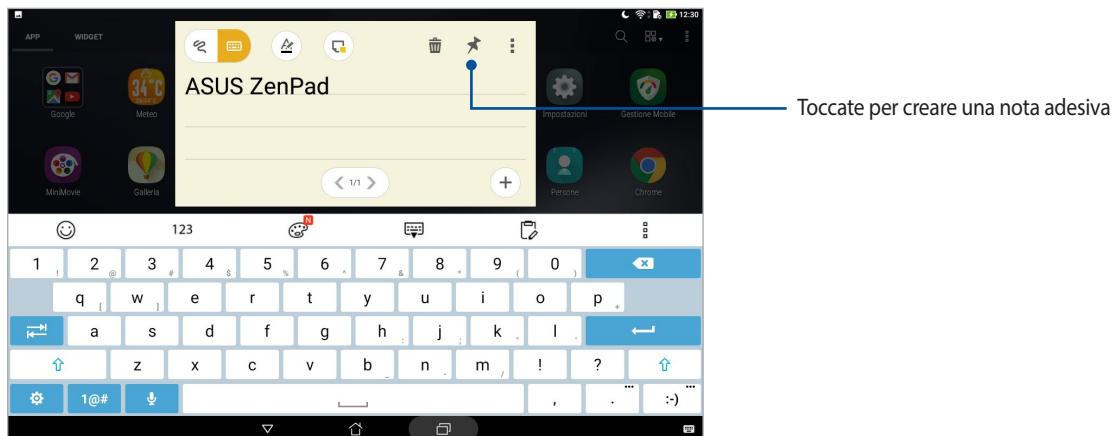 12:30
APP WIDGET
ASUS ZenPad
Toccate per creare una nota adesiva
34°C
Google Meteo Impostazioni Gestione Mobile
1/1
MiniMovie Galleria Persone Chrome
123 N
1 ! 2 @ 3 # 4 $ 5 % 6 ^ 7 & 8 * 9 ( 0 )
q [ w ] e r t y u i o p +
a s d f g h : j ; k l
z x c v b _ n m / ! ?
1@# , . :-)